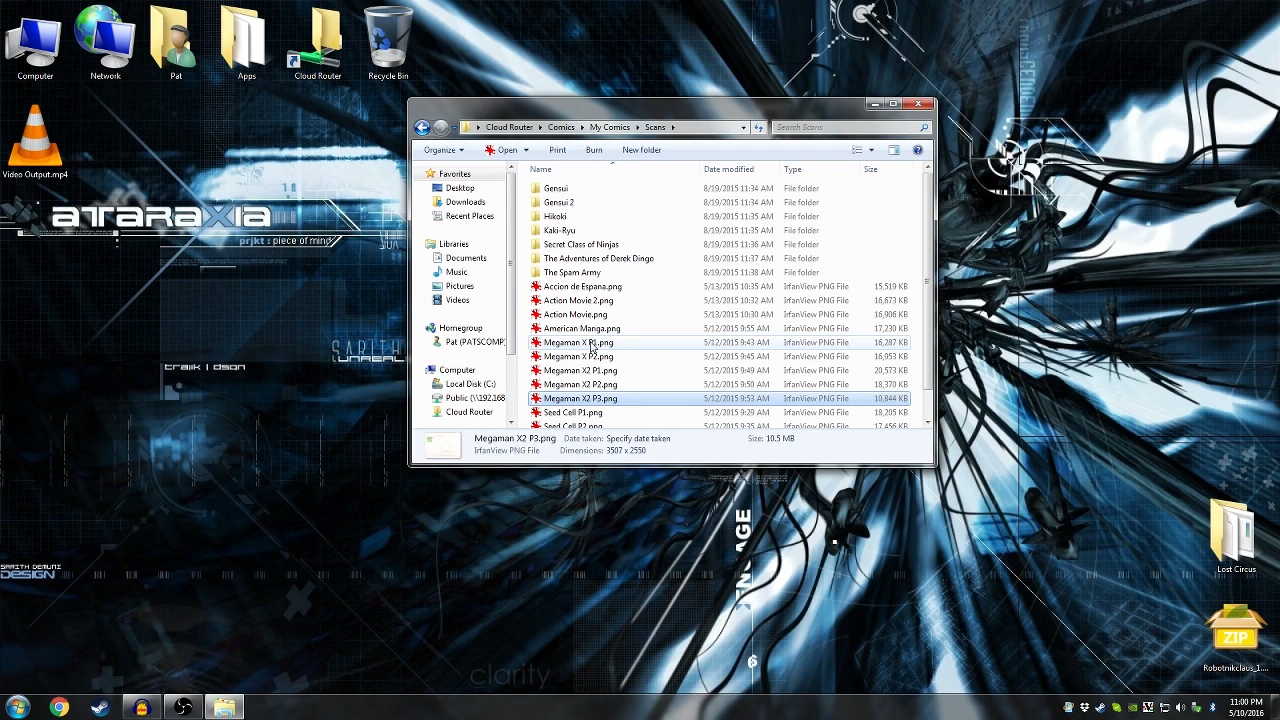 Computer
Network
Pat
Apps
Cloud Router
Recycle Bin
Video Output.mp4
ATARAXIA
prjkt : piece of mind
SARITH
UNREAL
trajik | dsqn
SARITH DEMUNI
DESIGN
clarity
Cloud Router Comics My Comics Scans
Search Scans
Organize Open Print Burn New folder
Favorites
Desktop
Downloads
Recent Places
Libraries
Documents
Music
Pictures
Videos
Homegroup
Pat (PATSCOMP
Computer
Local Disk (C:)
Public (\\192.168
Cloud Router
Name Date modified Type Size
Gensui 8/19/2015 11:34 AM File folder
Gensui 2 8/19/2015 11:34 AM File folder
Hikoki 8/19/2015 11:35 AM File folder
Kaki-Ryu 8/19/2015 11:35 AM File folder
Secret Class of Ninjas 8/19/2015 11:36 AM File folder
The Adventures of Derek Dingo 8/19/2015 11:37 AM File folder
The Spam Army 8/19/2015 11:38 AM File folder
Accion de Espana.png 5/13/2015 10:35 AM IrfanView PNG File 15,519 KB
Action Movie 2.png 5/13/2015 10:32 AM IrfanView PNG File 16,673 KB
Action Movie.png 5/13/2015 10:30 AM IrfanView PNG File 16,906 KB
American Manga.png 5/12/2015 9:55 AM IrfanView PNG File 17,230 KB
Megaman X P1.png 5/12/2015 9:43 AM IrfanView PNG File 16,287 KB
Megaman X P2.png 5/12/2015 9:45 AM IrfanView PNG File 16,953 KB
Megaman X2 P1.png 5/12/2015 9:49 AM IrfanView PNG File 20,573 KB
Megaman X2 P2.png 5/12/2015 9:50 AM IrfanView PNG File 18,370 KB
Megaman X2 P3.png 5/12/2015 9:53 AM IrfanView PNG File 10,844 KB
Seed Cell P1.png 5/12/2015 9:29 AM IrfanView PNG File 18,205 KB
Seed Cell P2.png 5/12/2015 9:35 AM IrfanView PNG File 17,456 KB
Megaman X2 P3.png Date taken: Specify date taken Size: 10.5 MB
IrfanView PNG File Dimensions: 3507 x 2550
Lost Circus
ZIP
Robotnikclaus_1....
11:00 PM
5/10/2016